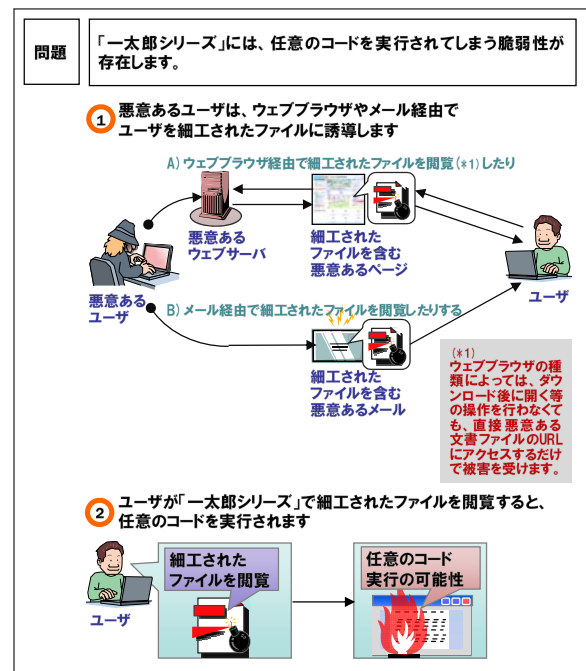 問題
「一太郎シリーズ」には、任意のコードを実行されてしまう脆弱性が
存在します。
1
悪意あるユーザは、ウェブブラウザやメール経由で
ユーザを細工されたファイルに誘導します
A) ウェブブラウザ経由で細工されたファイルを閲覧(*1)したり
悪意ある
ウェブサーバ
細工された
ファイルを含む
悪意あるページ
悪意ある
ユーザ
ユーザ
B) メール経由で細工されたファイルを閲覧したりする
細工された
ファイルを含む
悪意あるメール
(*1)
ウェブブラウザの種
類によっては、ダウ
ンロード後に開く等
の操作を行わなくて
も、直接悪意ある
文書ファイルのURL
にアクセスするだけ
で被害を受けます。
2
ユーザが「一太郎シリーズ」で細工されたファイルを閲覧すると、
任意のコードを実行されます
細工された
ファイルを閲覧
ユーザ
任意のコード
実行の可能性